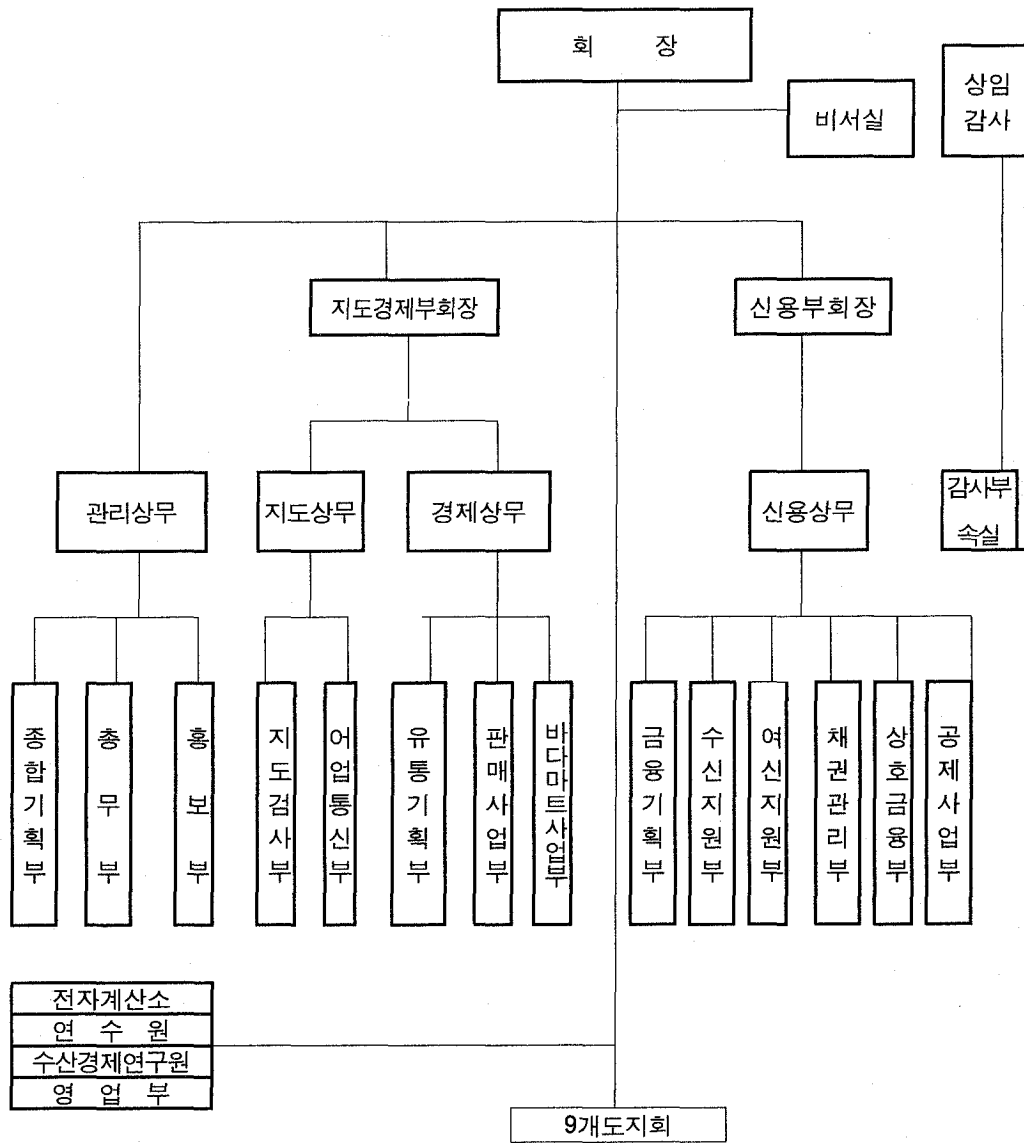 회 장
비서실
상임
감사
지도경제부회장
신용부회장
관리상무
지도상무
경제상무
신용상무
감사부
속실
종합기획부
총무부
홍보부
지도검사부
어업통신부
유통기획부
판매사업부
바다마트사업부
금융기획부
수신지원부
여신지원부
채권관리부
상호금융부
공제사업부
전자계산소
연 수 원
수산경제연구원
영 업 부
9개도지회